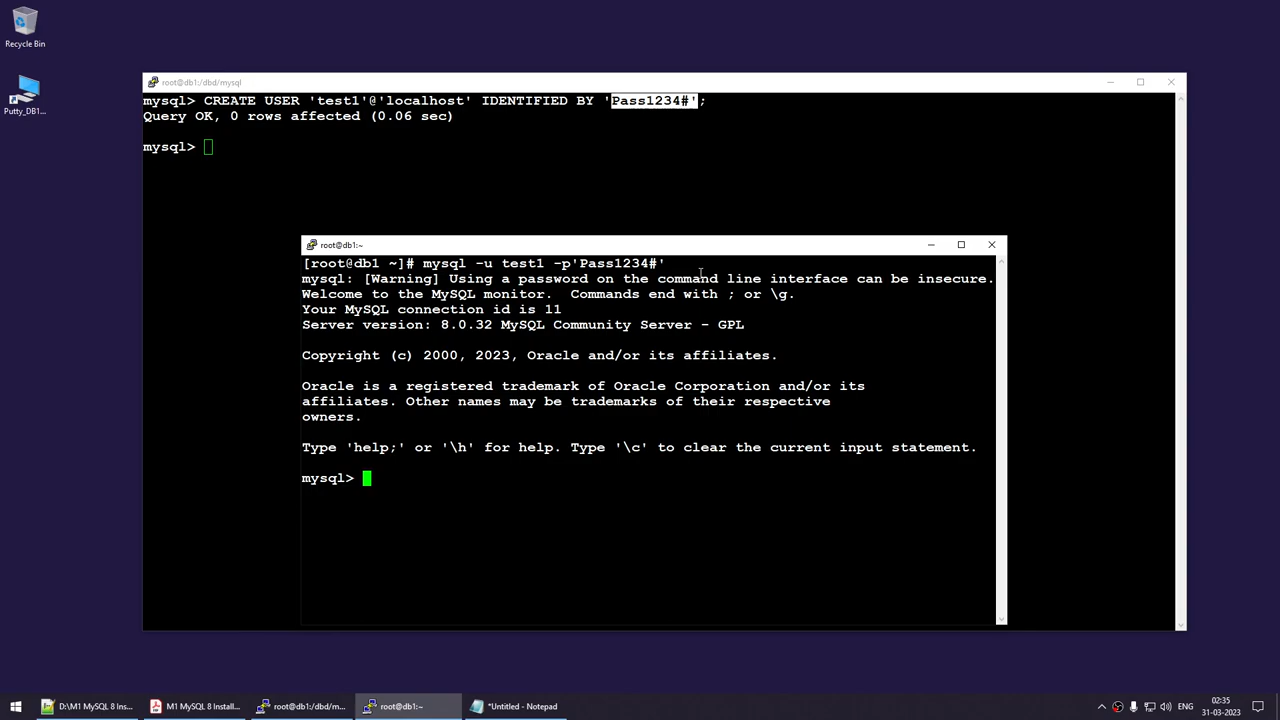 Recycle Bin
Putty_DB1...
root@db1:/dbd/mysql
mysql> CREATE USER 'test1'@'localhost' IDENTIFIED BY 'Pass1234#';
Query OK, 0 rows affected (0.06 sec)
mysql>
root@db1:~
[root@db1 ~]# mysql -u test1 -p'Pass1234#'
mysql: [Warning] Using a password on the command line interface can be insecure.
Welcome to the MySQL monitor.  Commands end with ; or \g.
Your MySQL connection id is 11
Server version: 8.0.32 MySQL Community Server - GPL
Copyright (c) 2000, 2023, Oracle and/or its affiliates.
Oracle is a registered trademark of Oracle Corporation and/or its
affiliates. Other names may be trademarks of their respective
owners.
Type 'help;' or '\h' for help. Type '\c' to clear the current input statement.
mysql>
D:\M1 MySQL 8 Ins...
M1 MySQL 8 Install...
root@db1:/dbd/m...
root@db1:~
*Untitled - Notepad
ENG
02:35
31-03-2023